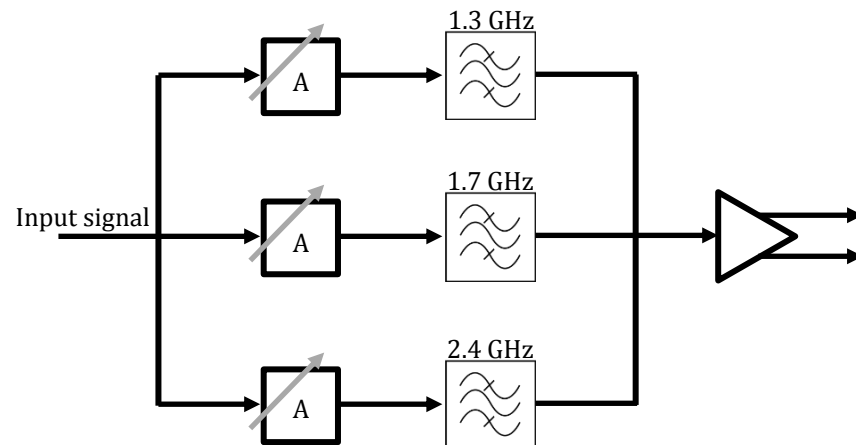 1.3 GHz
A
1.7 GHz
Input signal
A
2.4 GHz
A